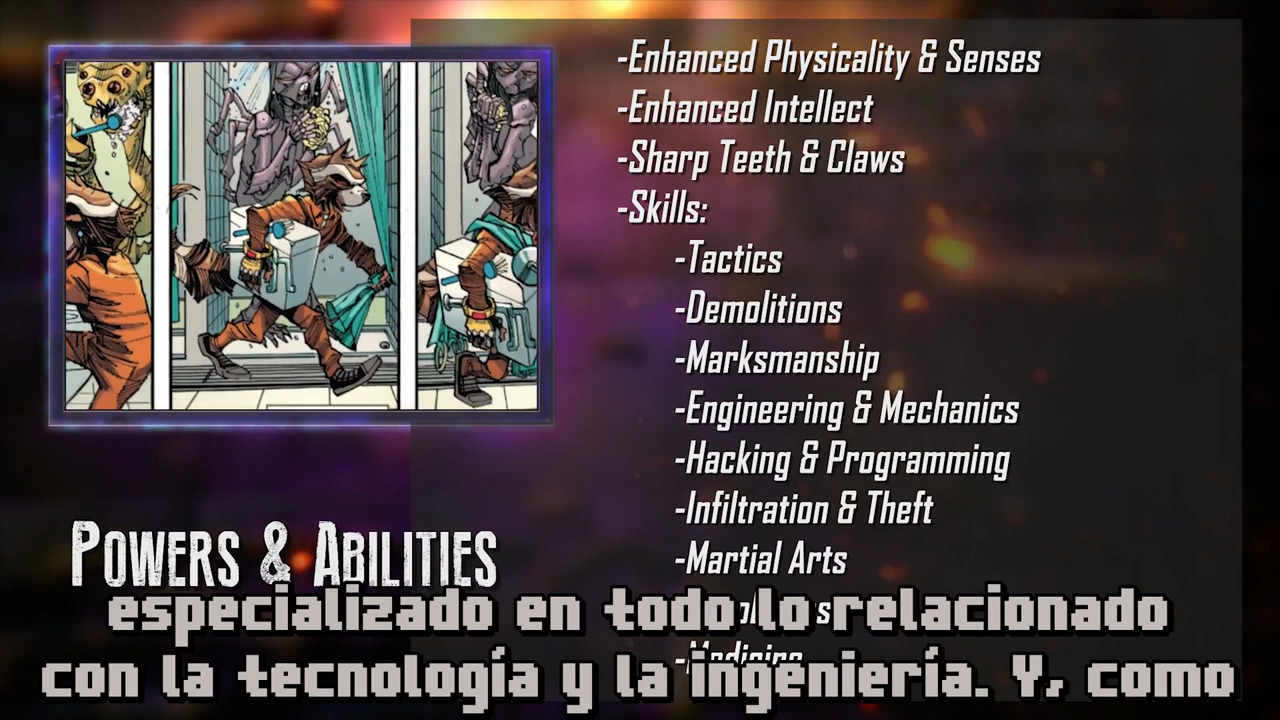 -Enhanced Physicality & Senses
-Enhanced Intellect
-Sharp Teeth & Claws
-Skills:
-Tactics
-Demolitions
-Marksmanship
-Engineering & Mechanics
-Hacking & Programming
-Infiltration & Theft
-Martial Arts
-Medicine
Powers & Abilities
especializado en todo lo relacionado
con la tecnología y la ingeniería. Y, como